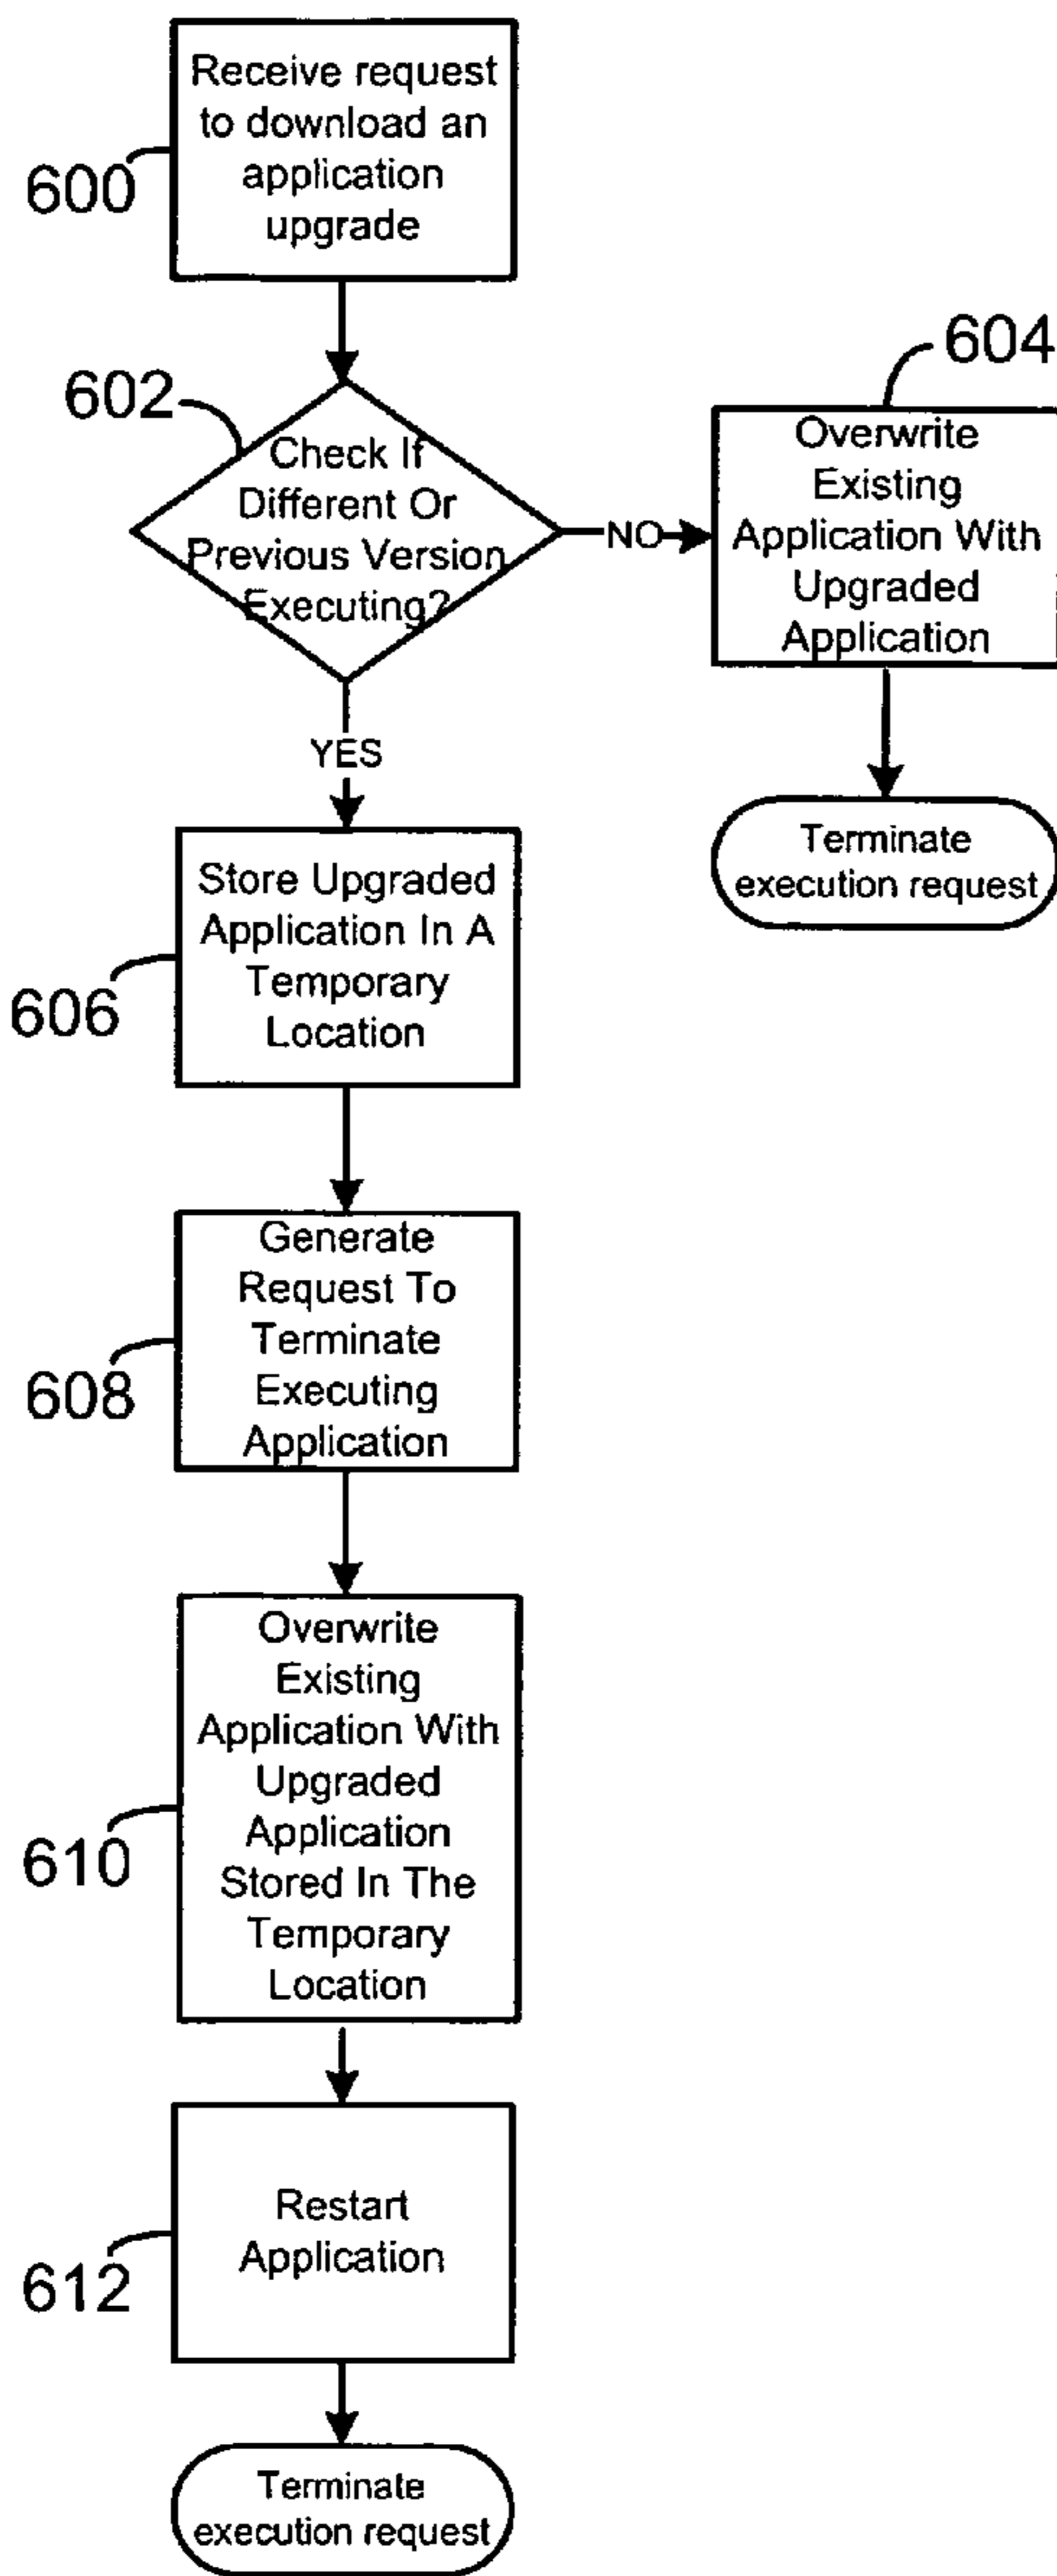 Receive request
to download an
application
upgrade
600
602
Check If
Different Or
Previous Version
Executing?
NO
604
Overwrite
Existing
Application With
Upgraded
Application
Terminate
execution request
YES
Store Upgraded
Application In A
Temporary
Location
606
Generate
Request To
Terminate
Executing
Application
608
Overwrite
Existing
Application With
Upgraded
Application
Stored In The
Temporary
Location
610
Restart
Application
612
Terminate
execution request